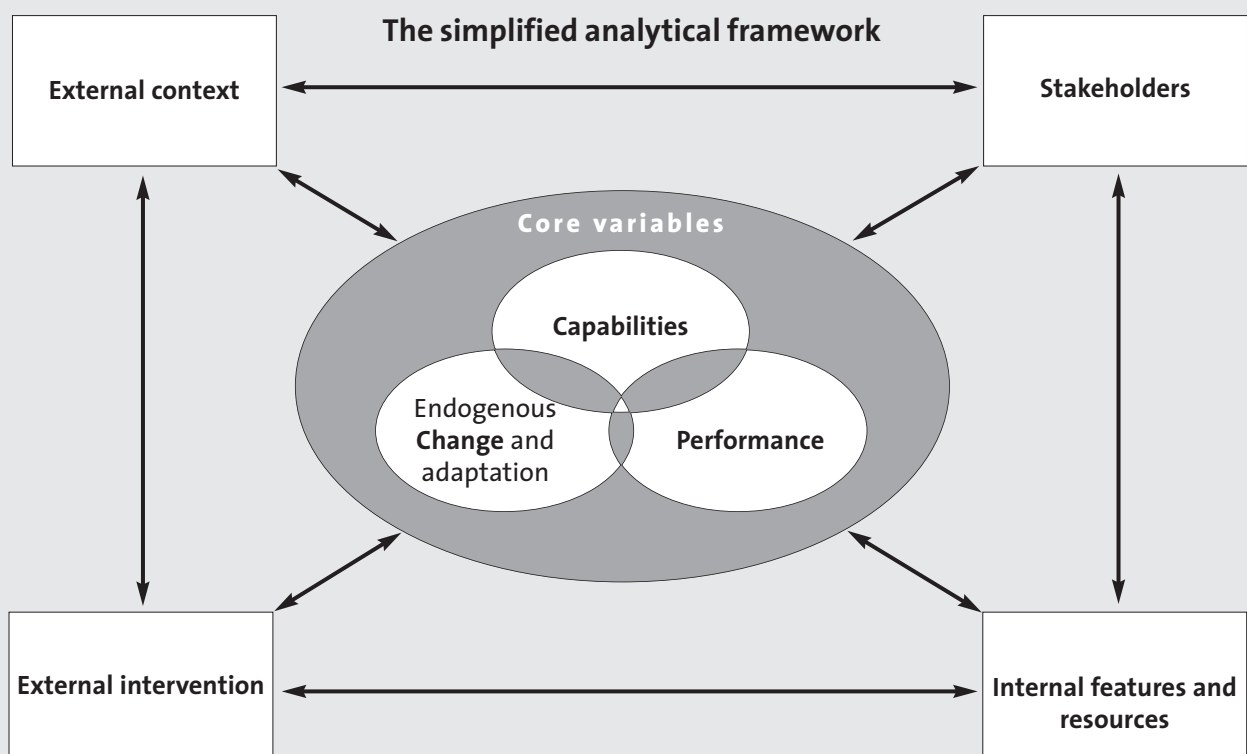 The simplified analytical framework
External context
Stakeholders
Core variables
Capabilities
Endogenous
Change and
adaptation
Performance
External intervention
Internal features and
resources